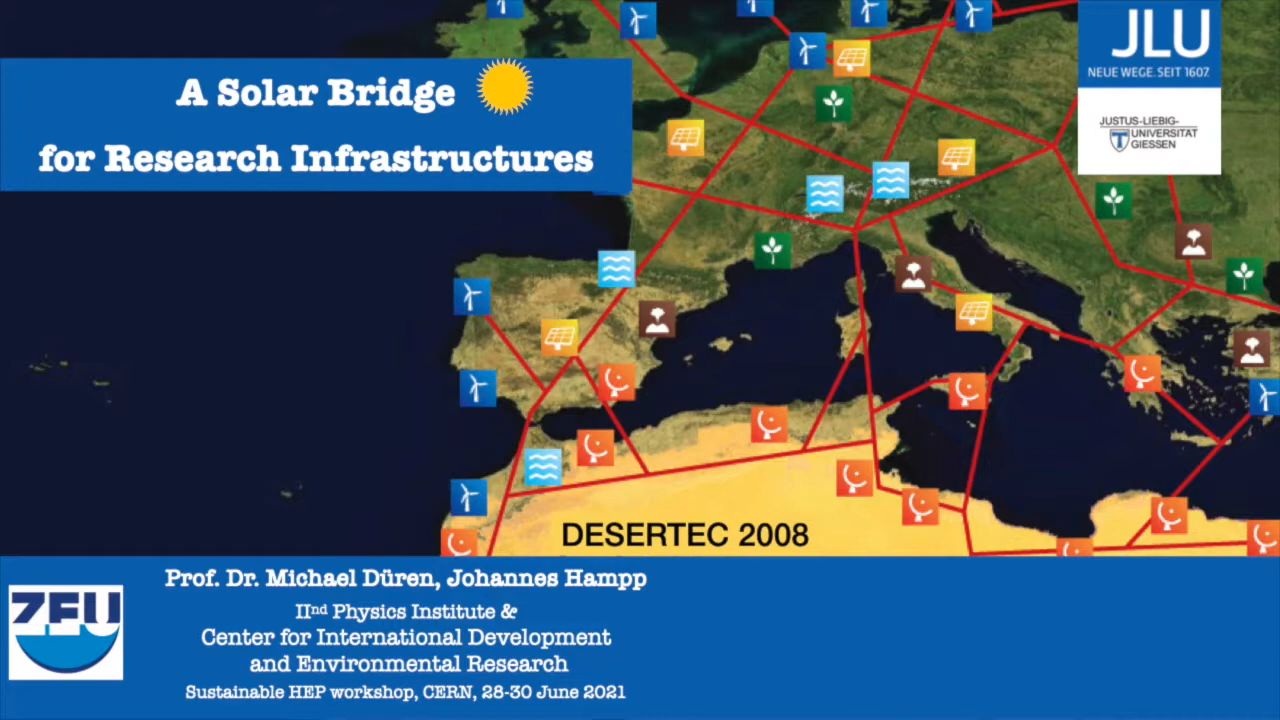 A Solar Bridge
for Research Infrastructures
JLU
NEUE WEGE. SEIT 1607.
JUSTUS-LIEBIG-
UNIVERSITÄT
GIESSEN
DESERTEC 2008
Prof. Dr. Michael Düren, Johannes Hampp
IInd Physics Institute &
Center for International Development
and Environmental Research
Sustainable HEP workshop, CERN, 28-30 June 2021
ZEU